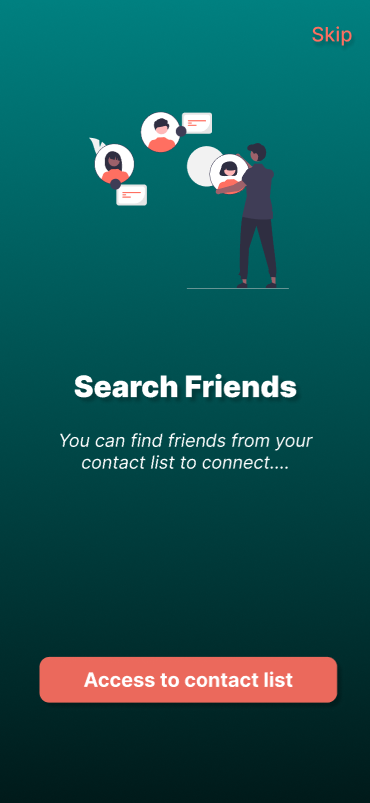 Skip
Search Friends
You can find friends from your
contact list to connect....
Access to contact list